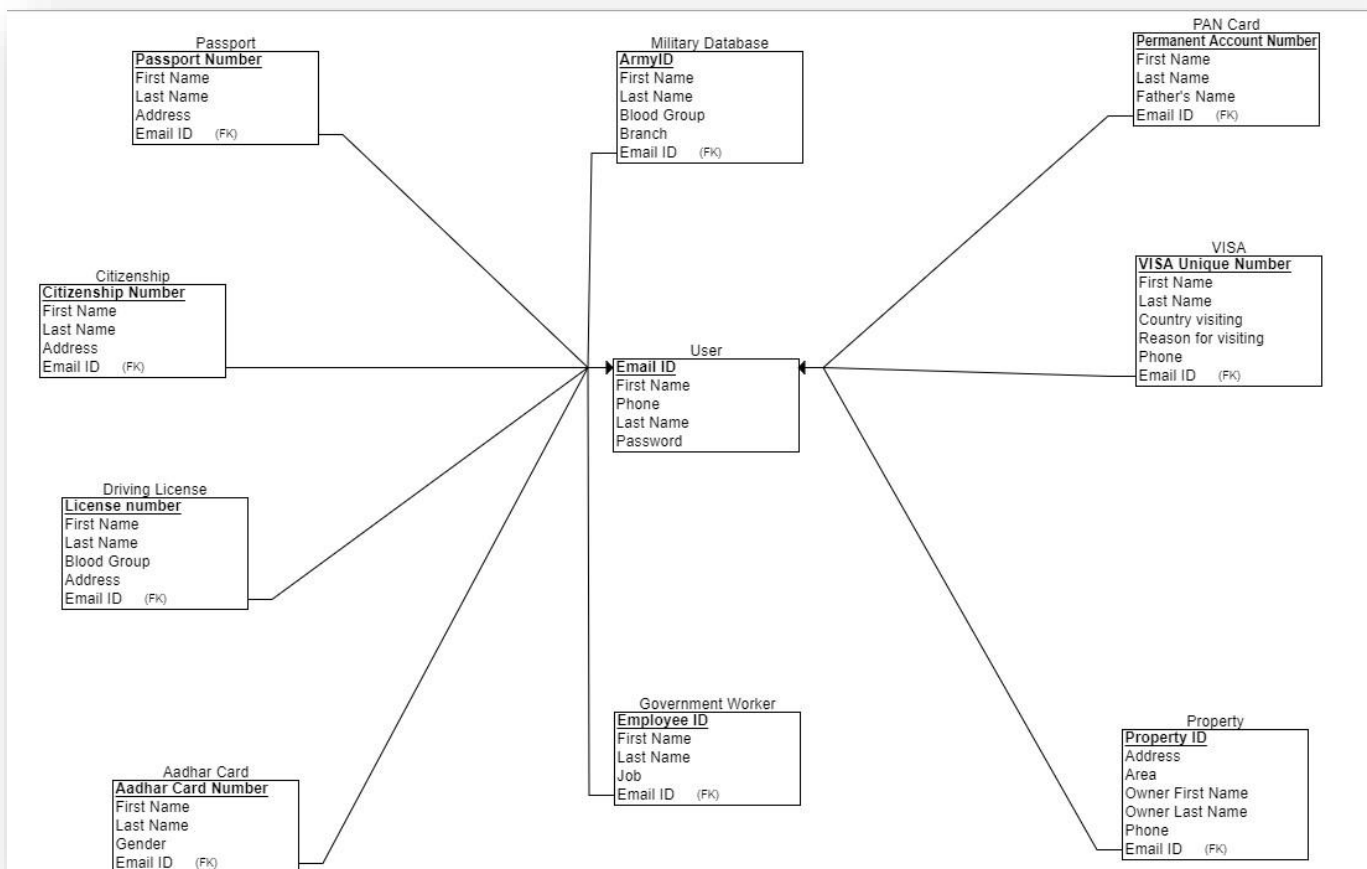 Passport
Passport Number
First Name
Last Name
Address
Email ID (FK)
Military Database
ArmyID
First Name
Last Name
Blood Group
Branch
Email ID (FK)
PAN Card
Permanent Account Number
First Name
Last Name
Father's Name
Email ID (FK)
Citizenship
Citizenship Number
First Name
Last Name
Address
Email ID (FK)
User
Email ID
First Name
Phone
Last Name
Password
VISA
VISA Unique Number
First Name
Last Name
Country visiting
Reason for visiting
Phone
Email ID (FK)
Driving License
License number
First Name
Last Name
Blood Group
Address
Email ID (FK)
Aadhar Card
Aadhar Card Number
First Name
Last Name
Gender
Email ID (FK)
Government Worker
Employee ID
First Name
Last Name
Job
Email ID (FK)
Property
Property ID
Address
Area
Owner First Name
Owner Last Name
Phone
Email ID (FK)